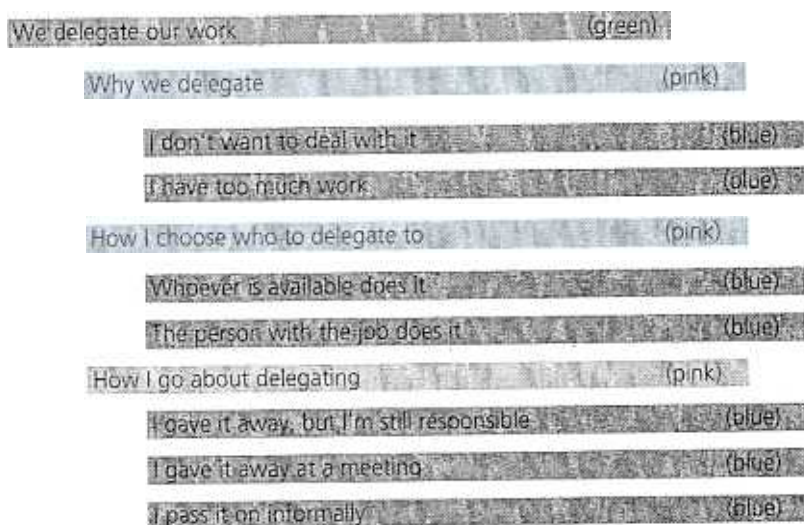 We delegate our work (green)
Why we delegate (pink)
I don't want to deal with it (blue)
I have too much work (blue)
How I choose who to delegate to (pink)
Whoever is available does it (blue)
The person with the job does it (blue)
How I go about delegating (pink)
I gave it away, but I'm still responsible (blue)
I gave it away at a meeting (blue)
I pass it on informally (blue)